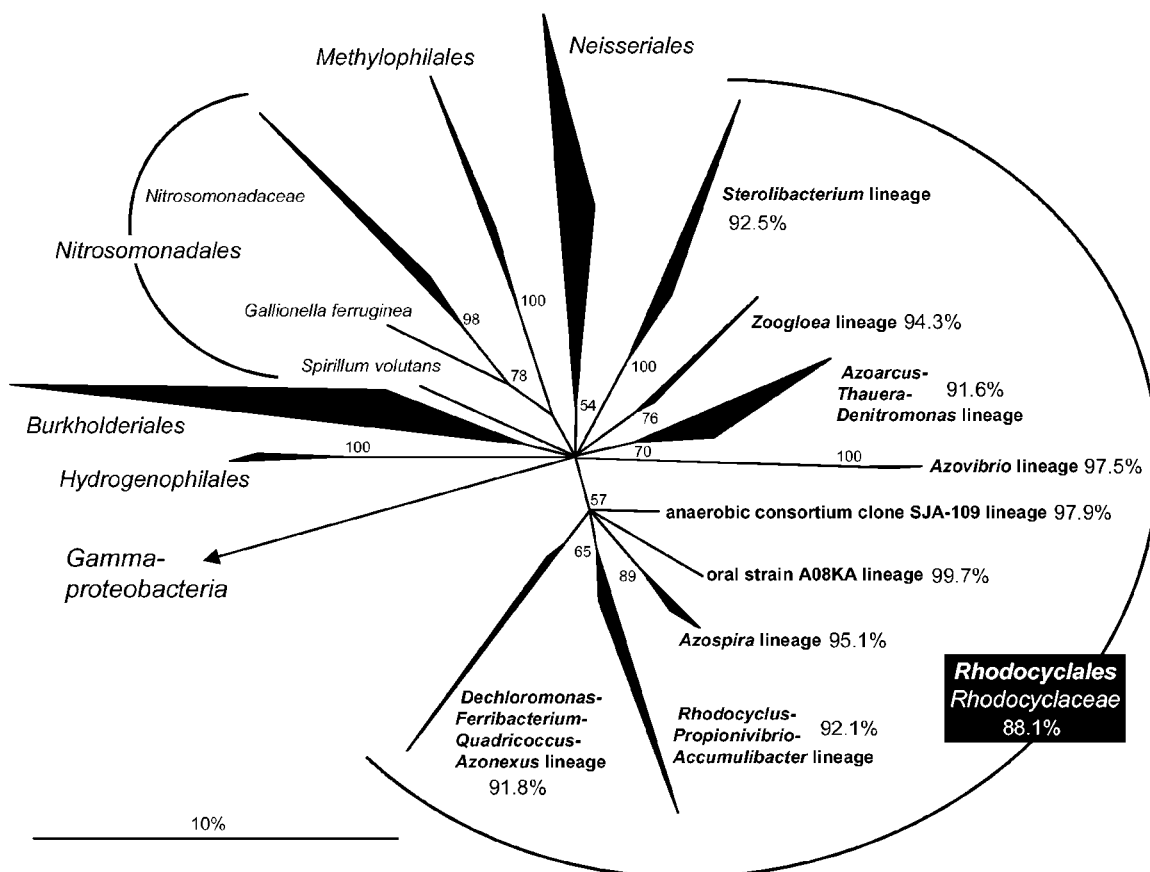 Neisseriales
Methylophilales
Nitrosomonadaceae
Nitrosomonadales
Gallionella ferruginea
Spirillum volutans
98
100
78
54
Burkholderiales
100
Hydrogenophilales
Gamma-
proteobacteria
Sterolibacterium lineage
92.5%
100
Zoogloea lineage 94.3%
76
Azoarcus-
Thauera-
Denitromonas lineage
91.6%
70
100
Azovibrio lineage 97.5%
57
anaerobic consortium clone SJA-109 lineage 97.9%
65
oral strain A08KA lineage 99.7%
89
Azospira lineage 95.1%
Rhodocyclus-
Propionivibrio-
Accumulibacter lineage
92.1%
Dechloromonas-
Ferribacterium-
Quadricoccus-
Azonexus lineage
91.8%
Rhodocyclales
Rhodocyclaceae
88.1%
10%